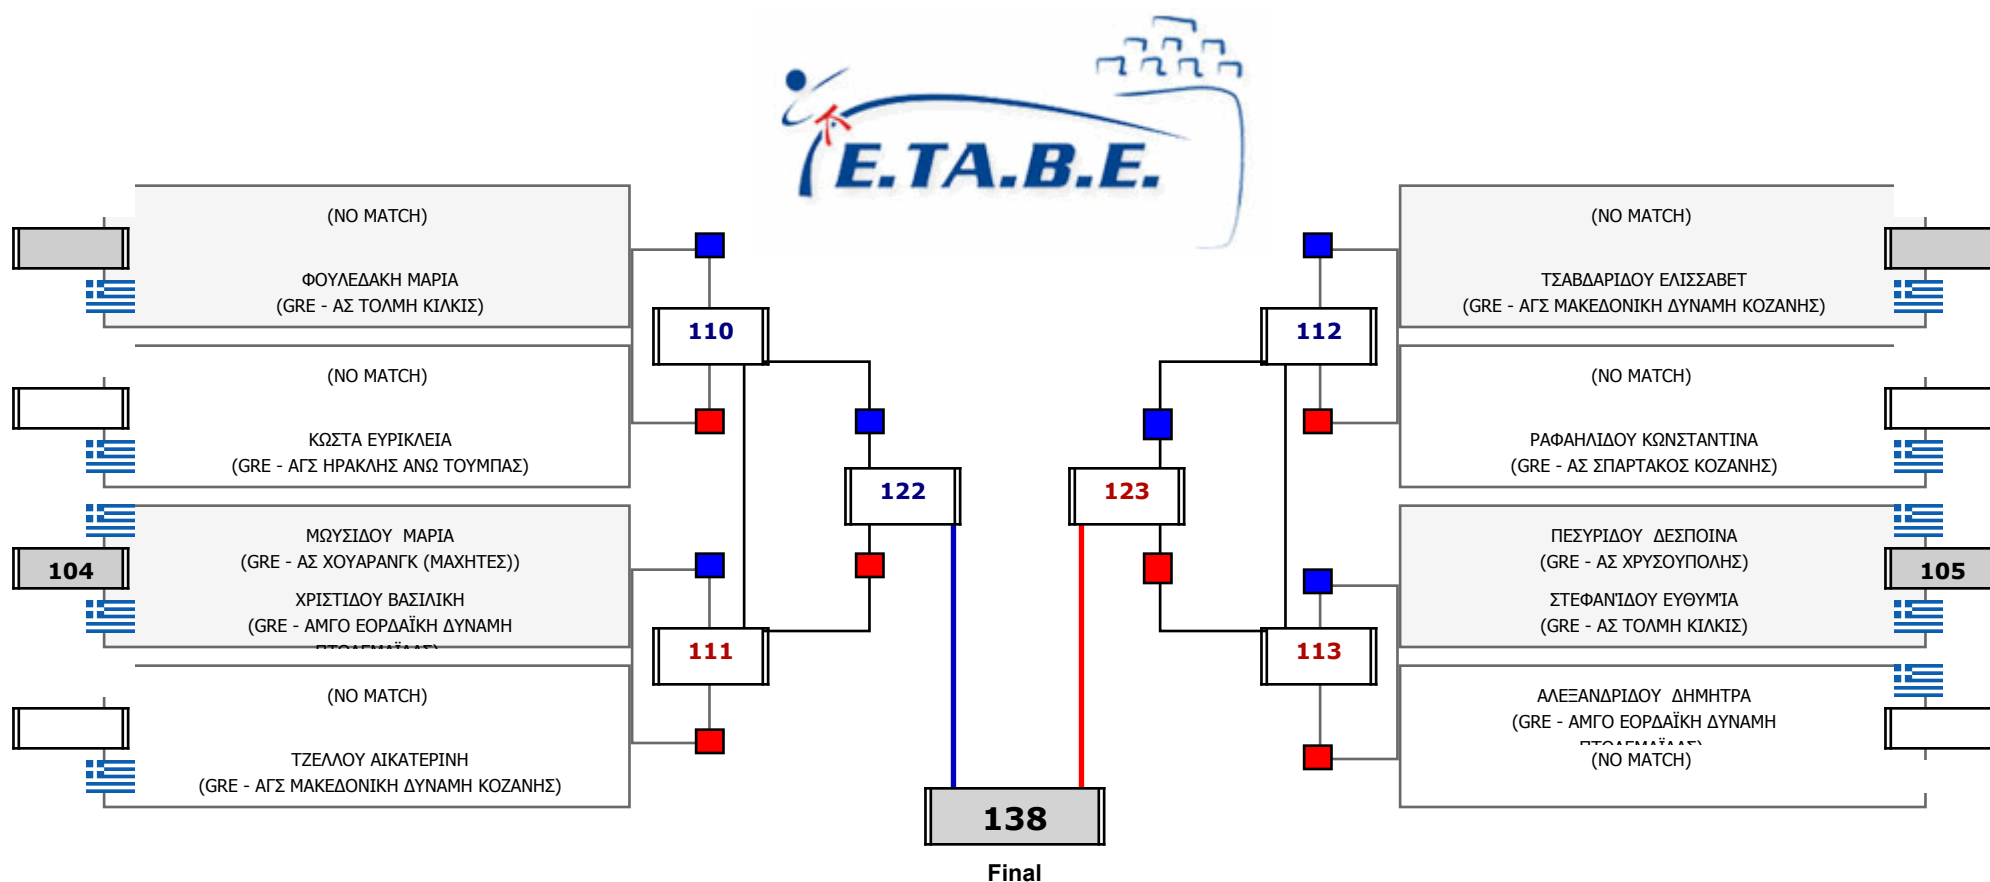 E.TA.B.E.
(NO MATCH)
ΦΟΥΛΕΔΑΚΗ ΜΑΡΙΑ
(GRE - ΑΣ ΤΟΛΜΗ ΚΙΛΚΙΣ)
(NO MATCH)
ΚΩΣΤΑ ΕΥΡΙΚΛΕΙΑ
(GRE - ΑΓΣ ΗΡΑΚΛΗΣ ΑΝΩ ΤΟΥΜΠΑΣ)
104
ΜΩΥΣΙΔΟΥ  ΜΑΡΙΑ
(GRE - ΑΣ ΧΟΥΑΡΑΝΓΚ (ΜΑΧΗΤΕΣ))
ΧΡΙΣΤΙΔΟΥ ΒΑΣΙΛΙΚΗ
(GRE - ΑΜΓΟ ΕΟΡΔΑΪΚΗ ΔΥΝΑΜΗ
(NO MATCH)
ΤΖΕΛΛΟΥ ΑΙΚΑΤΕΡΙΝΗ
(GRE - ΑΓΣ ΜΑΚΕΔΟΝΙΚΗ ΔΥΝΑΜΗ ΚΟΖΑΝΗΣ)
110
111
122
138
Final
123
112
113
(NO MATCH)
ΤΣΑΒΔΑΡΙΔΟΥ ΕΛΙΣΣΑΒΕΤ
(GRE - ΑΓΣ ΜΑΚΕΔΟΝΙΚΗ ΔΥΝΑΜΗ ΚΟΖΑΝΗΣ)
(NO MATCH)
ΡΑΦΑΗΛΙΔΟΥ ΚΩΝΣΤΑΝΤΙΝΑ
(GRE - ΑΣ ΣΠΑΡΤΑΚΟΣ ΚΟΖΑΝΗΣ)
ΠΕΣΥΡΙΔΟΥ  ΔΕΣΠΟΙΝΑ
(GRE - ΑΣ ΧΡΥΣΟΥΠΟΛΗΣ)
105
ΣΤΕΦΑΝΊΔΟΥ ΕΥΘΥΜΊΑ
(GRE - ΑΣ ΤΟΛΜΗ ΚΙΛΚΙΣ)
ΑΛΕΞΑΝΔΡΙΔΟΥ  ΔΗΜΗΤΡΑ
(GRE - ΑΜΓΟ ΕΟΡΔΑΪΚΗ ΔΥΝΑΜΗ
(NO MATCH)